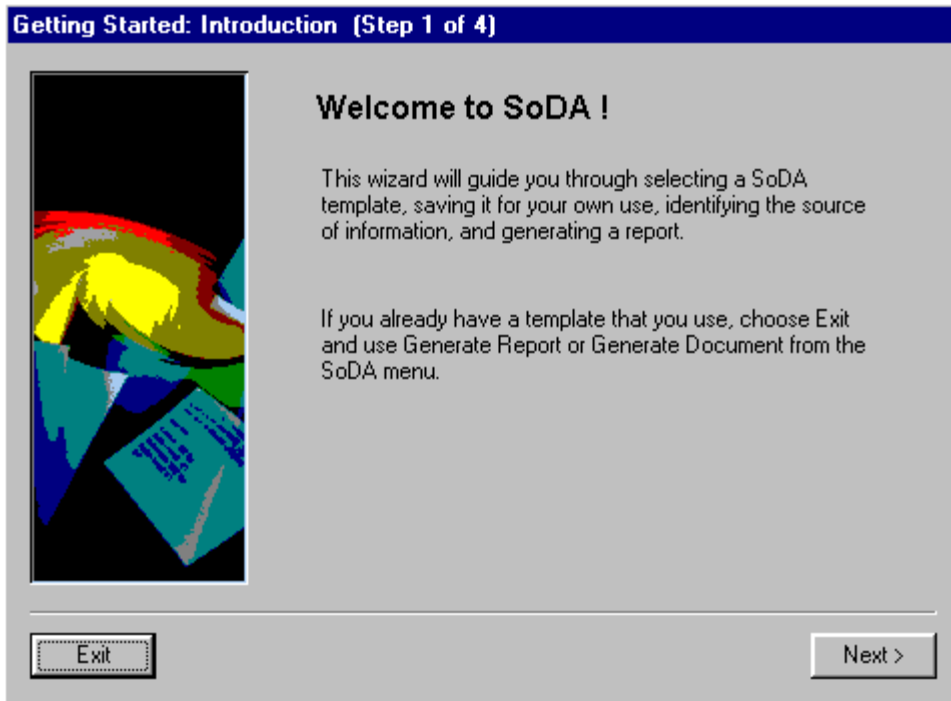 Getting Started: Introduction  (Step 1 of 4)
Welcome to SoDA !
This wizard will guide you through selecting a SoDA
template, saving it for your own use, identifying the source
of information, and generating a report.
If you already have a template that you use, choose Exit
and use Generate Report or Generate Document from the
SoDA menu.
Exit
Next >